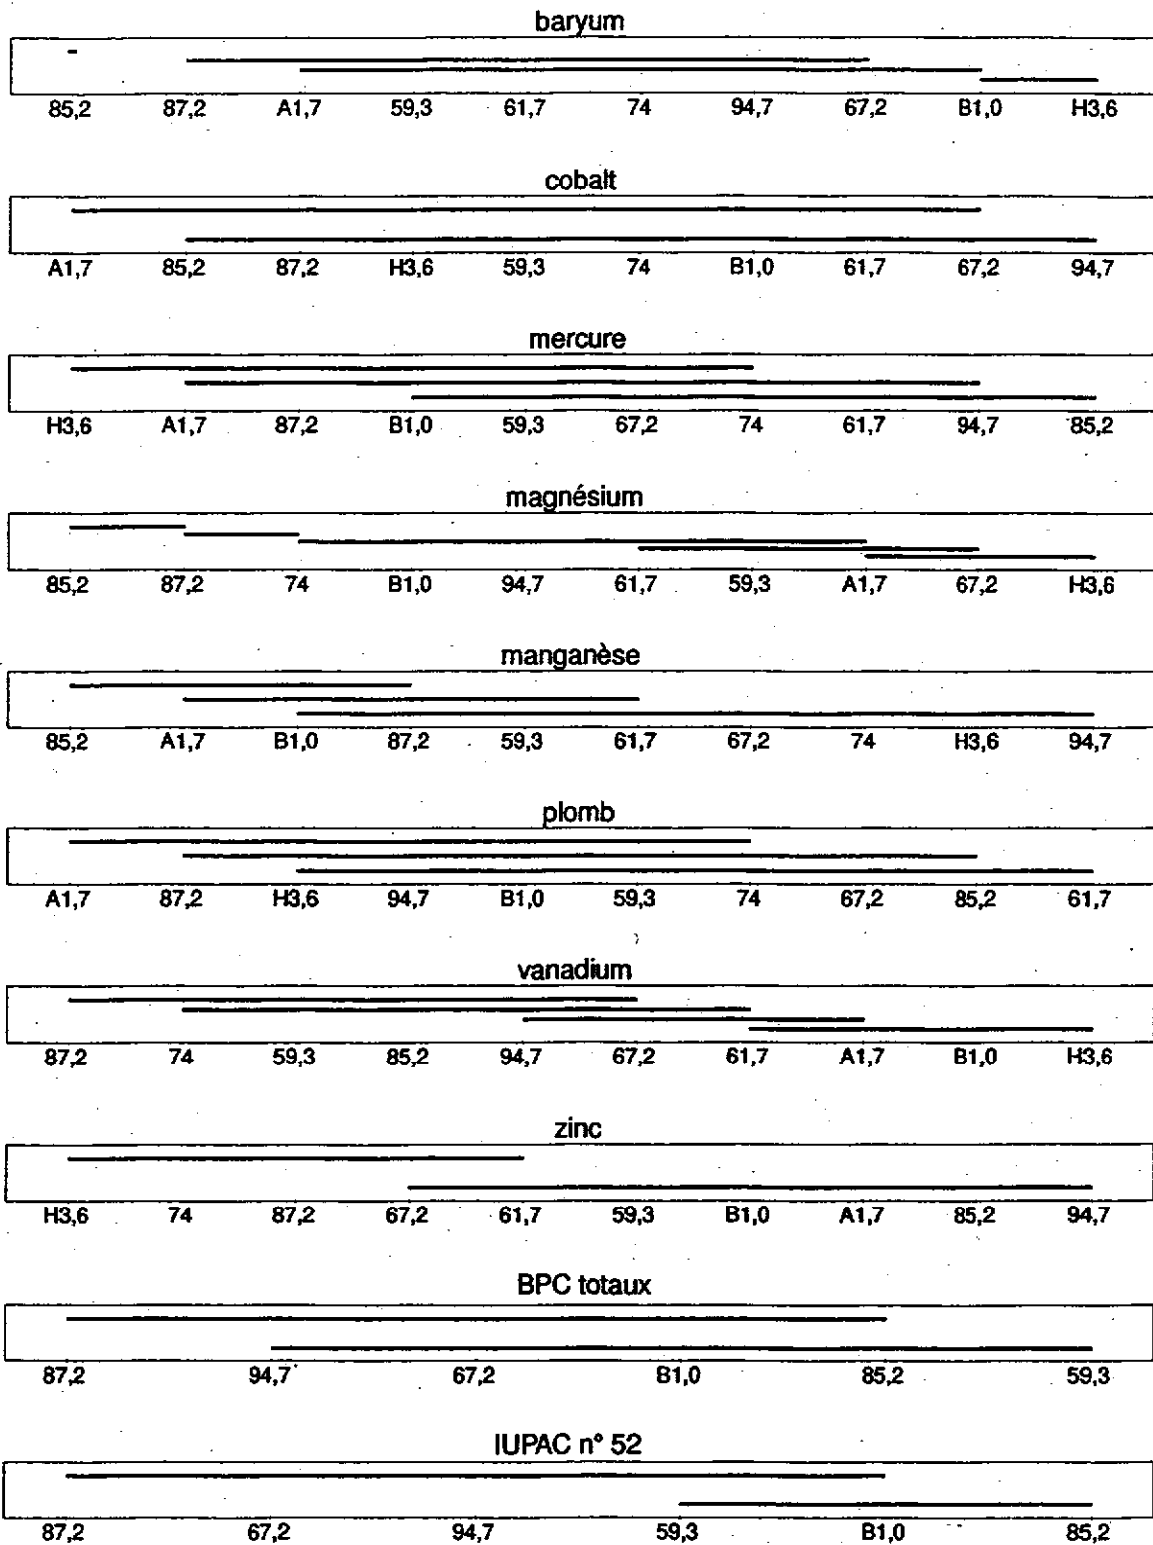 baryum
85,2 87,2 A1,7 59,3 61,7 74 94,7 67,2 B1,0 H3,6
cobalt
A1,7 85,2 87,2 H3,6 59,3 74 B1,0 61,7 67,2 94,7
mercure
H3,6 A1,7 87,2 B1,0 59,3 67,2 74 61,7 94,7 85,2
magnésium
85,2 87,2 74 B1,0 94,7 61,7 59,3 A1,7 67,2 H3,6
manganèse
85,2 A1,7 B1,0 87,2 59,3 61,7 67,2 74 H3,6 94,7
plomb
A1,7 87,2 H3,6 94,7 B1,0 59,3 74 67,2 85,2 61,7
vanadium
87,2 74 59,3 85,2 94,7 67,2 61,7 A1,7 B1,0 H3,6
zinc
H3,6 74 87,2 67,2 61,7 59,3 B1,0 A1,7 85,2 94,7
BPC totaux
87,2 94,7 67,2 B1,0 85,2 59,3
IUPAC n° 52
87,2 67,2 94,7 59,3 B1,0 85,2